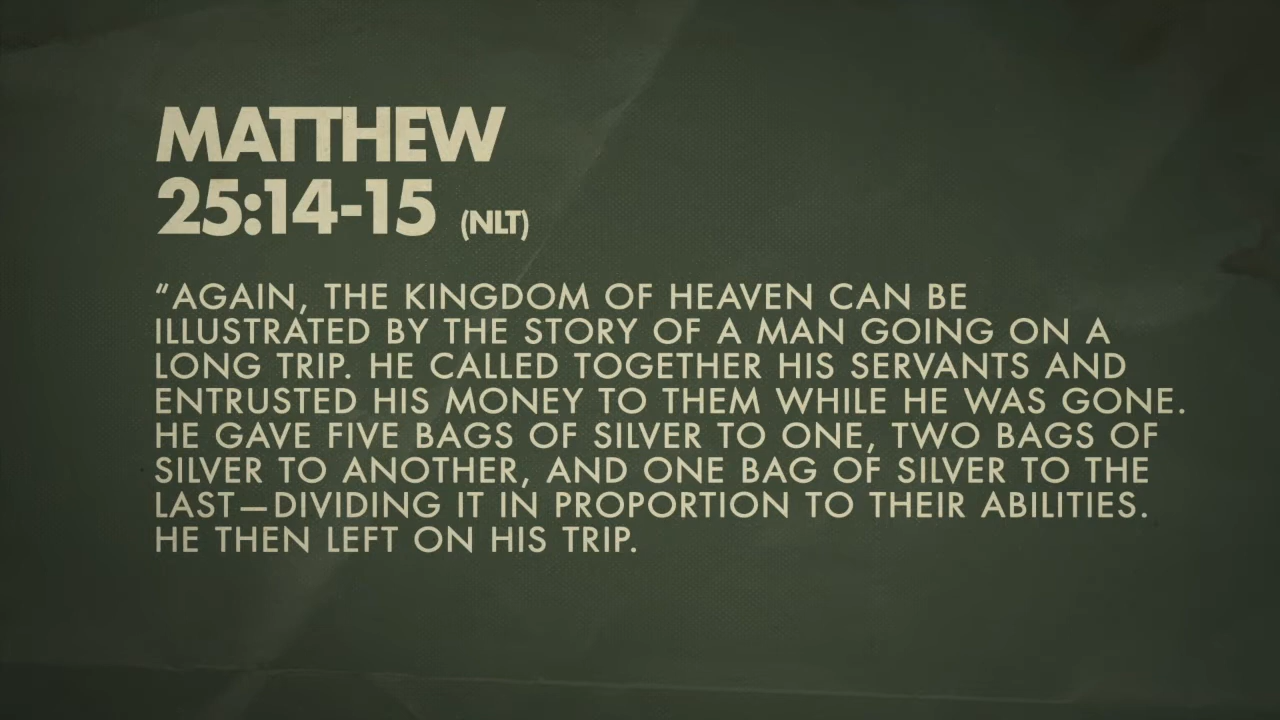 MATTHEW
25:14-15 (NLT)
“AGAIN, THE KINGDOM OF HEAVEN CAN BE
ILLUSTRATED BY THE STORY OF A MAN GOING ON A
LONG TRIP. HE CALLED TOGETHER HIS SERVANTS AND
ENTRUSTED HIS MONEY TO THEM WHILE HE WAS GONE.
HE GAVE FIVE BAGS OF SILVER TO ONE, TWO BAGS OF
SILVER TO ANOTHER, AND ONE BAG OF SILVER TO THE
LAST—DIVIDING IT IN PROPORTION TO THEIR ABILITIES.
HE THEN LEFT ON HIS TRIP.